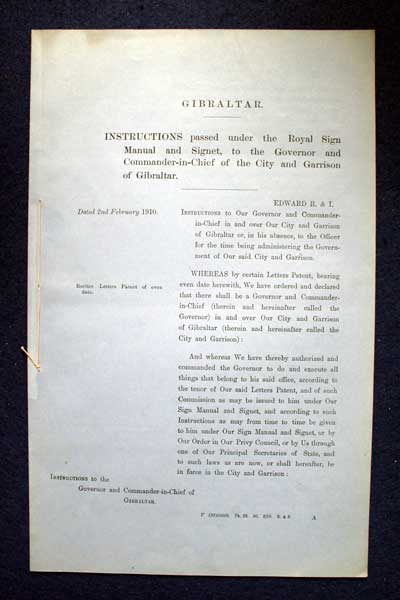 GIBRALTAR.
INSTRUCTIONS passed under the Royal Sign
Manual and Signet, to the Governor and
Commander-in-Chief of the City and Garrison
of Gibraltar.
EDWARD R. & I.
Dated 2nd February 1910.
INSTRUCTIONS to Our Governor and Commander-
in-Chief in and over Our City and Garrison
of Gibraltar or, in his absence, to the Officer
for the time being administering the Govern-
ment of Our said City and Garrison.
Recites Letters Patent of even
date.
WHEREAS by certain Letters Patent, bearing
even date herewith, We have ordered and declared
that there shall be a Governor and Commander-
in-Chief (therein and hereinafter called the
Governor) in and over Our City and Garrison
of Gibraltar (therein and hereinafter called the
City and Garrison):
And whereas We have thereby authorized and
commanded the Governor to do and execute all
things that belong to his said office, according to
the tenor of Our said Letters Patent, and of such
Commission as may be issued to him under Our
Sign Manual and Signet, and according to such
Instructions as may from time to time be given
to him under Our Sign Manual and Signet, or by
Our Order in Our Privy Council, or by Us through
one of Our Principal Secretaries of State, and
to such laws as are now, or shall hereafter, be
in force in the City and Garrison:
INSTRUCTIONS to the
Governor and Commander-in-Chief of
GIBRALTAR.
E. & S. A